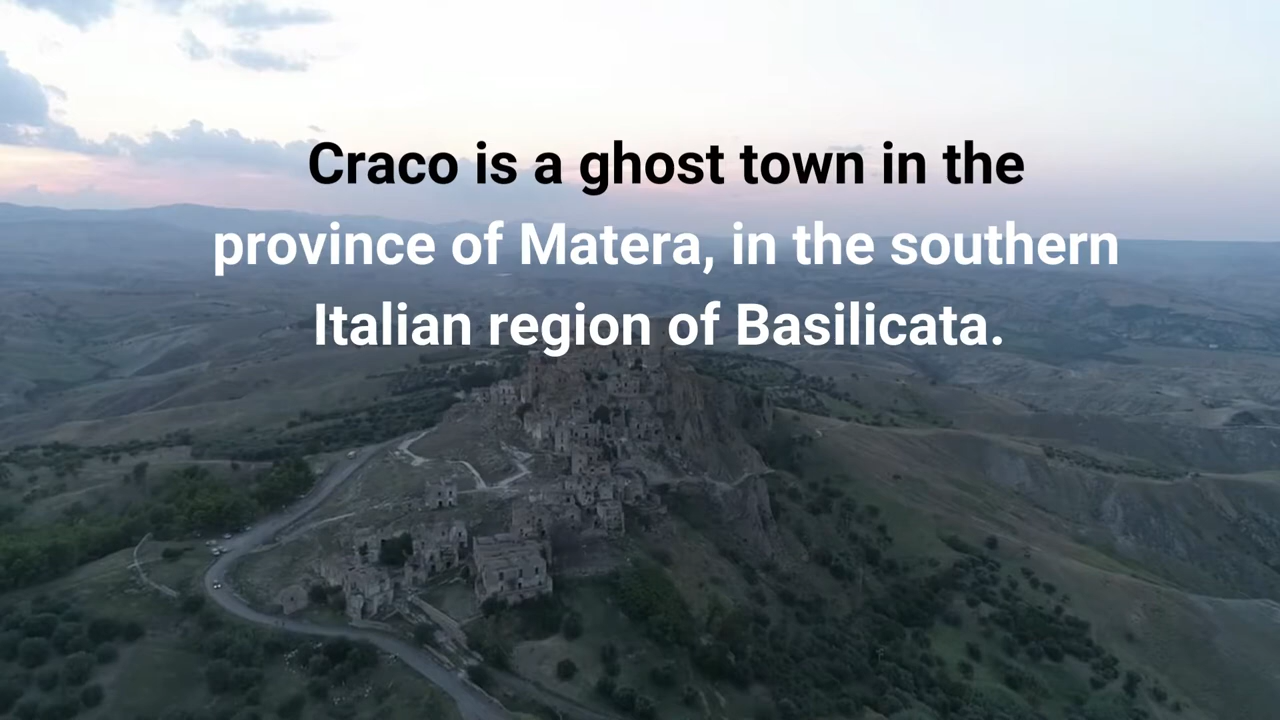 Craco is a ghost town in the
province of Matera, in the southern
Italian region of Basilicata.